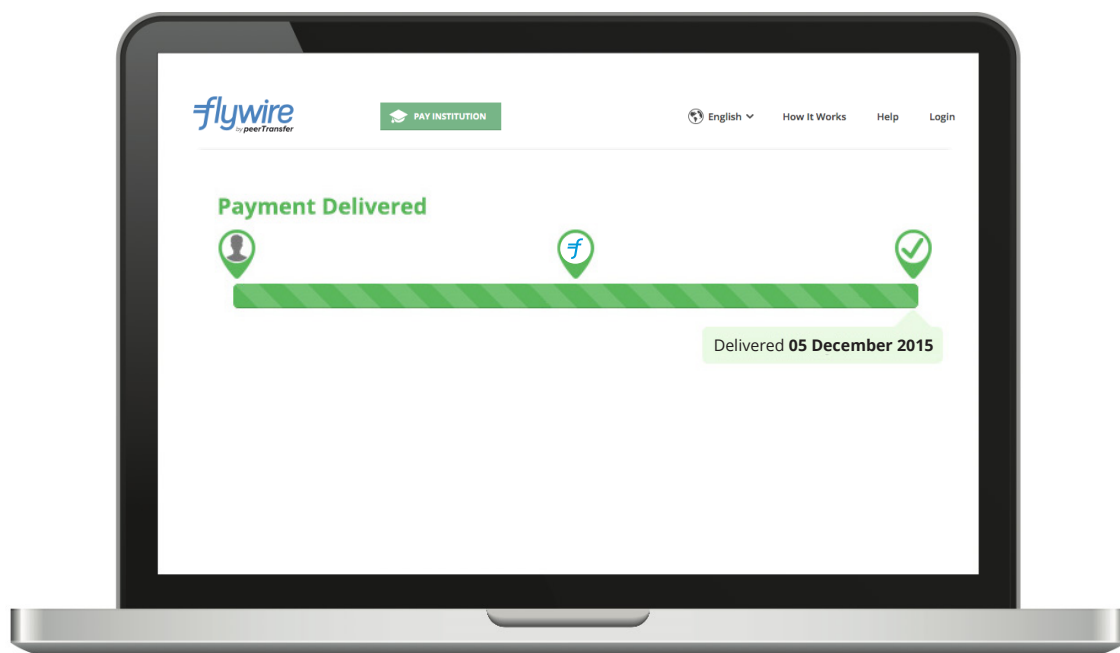 flywire
by peerTransfer
PAY INSTITUTION
English
How It Works
Help
Login
Payment Delivered
Delivered 05 December 2015